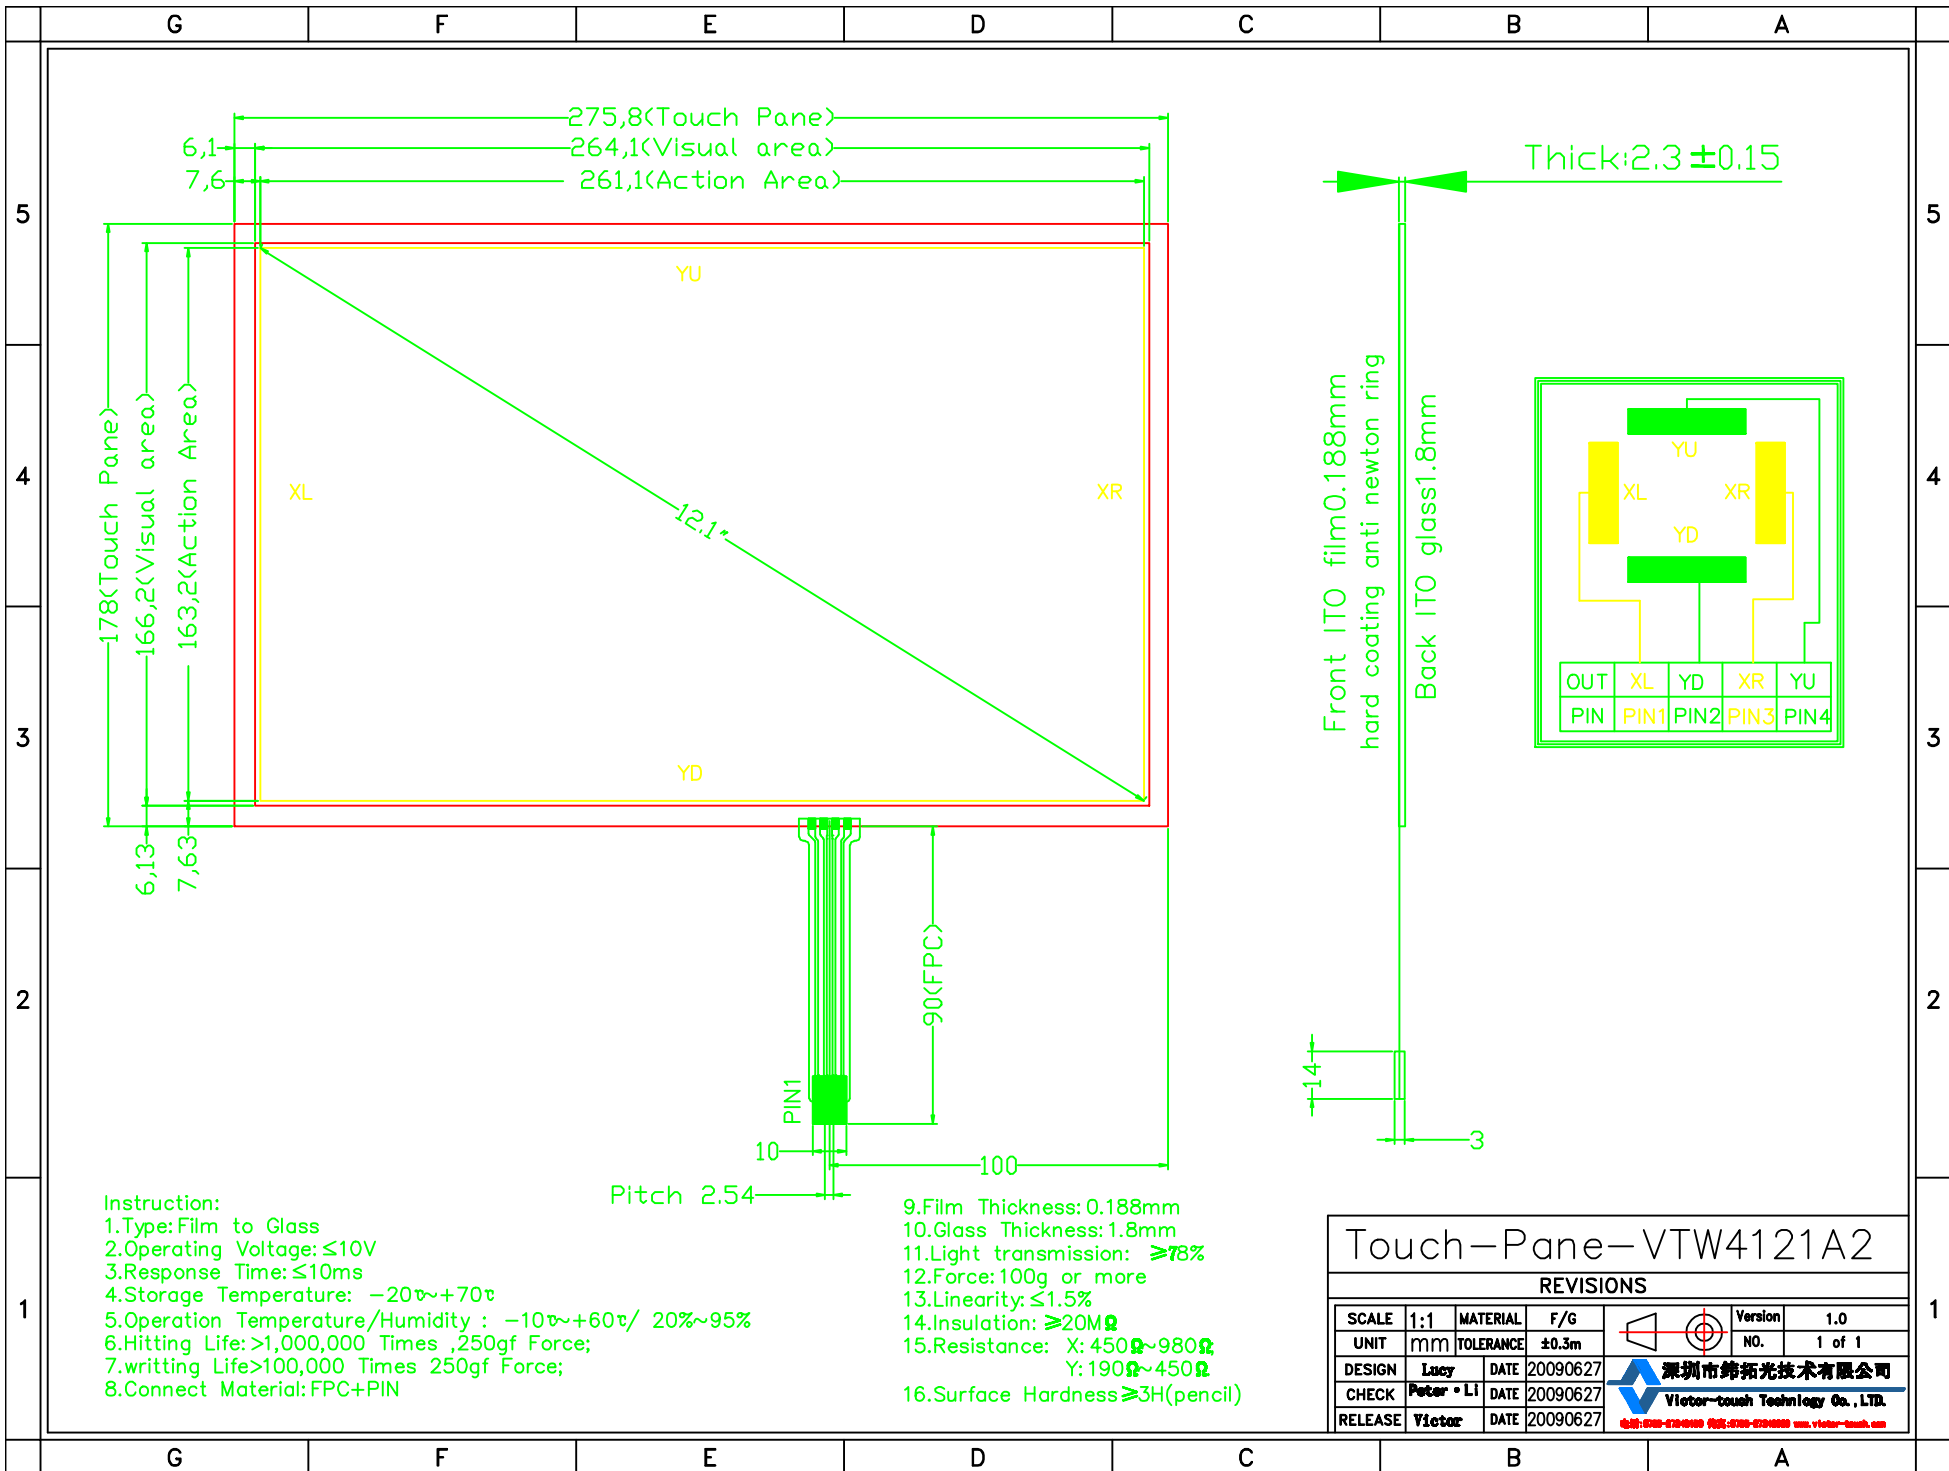 G F E D C B A
275,8(Touch Pane)
6,1
264,1(Visual area)
7,6
261,1(Action Area)
Thick:2.3 ±0.15
5
5
YU
178(Touch Pane)
166,2(Visual area)
163,2(Action Area)
4
XL
XR
12.1"
YD
Front ITO film0.188mm
hard coating anti newton ring
Back ITO glass1.8mm
YU
XL XR
YD
4
OUT XL YD XR YU
PIN PIN1 PIN2 PIN3 PIN4
3
3
6,13
7,63
90(FPC)
2
2
PIN1
14
10
3
100
Pitch 2.54
Instruction:
1.Type:Film to Glass
2.Operating Voltage:≤10V
3.Response Time:≤10ms
4.Storage Temperature: -20℃~+70℃
5.Operation Temperature/Humidity : -10℃~+60℃/ 20%~95%
6.Hitting Life:>1,000,000 Times ,250gf Force;
7.writting Life>100,000 Times 250gf Force;
8.Connect Material:FPC+PIN
9.Film Thickness:0.188mm
10.Glass Thickness:1.8mm
11.Light transmission: ≥78%
12.Force:100g or more
13.Linearity:≤1.5%
14.Insulation: ≥20MΩ
15.Resistance: X:450Ω~980Ω
Y:190Ω~450Ω
16.Surface Hardness≥3H(pencil)
1
1
Touch-Pane-VTW4121A2
REVISIONS
SCALE 1:1 MATERIAL F/G Version 1.0
UNIT mm TOLERANCE ±0.3m NO. 1 of 1
DESIGN Lucy DATE 20090627
CHECK Peter·Li DATE 20090627
RELEASE Victor DATE 20090627
深圳市纬拓光技术有限公司
Victor-touch Technlogy Co.,LTD.
www.victor-touch.com
G F E D C B A